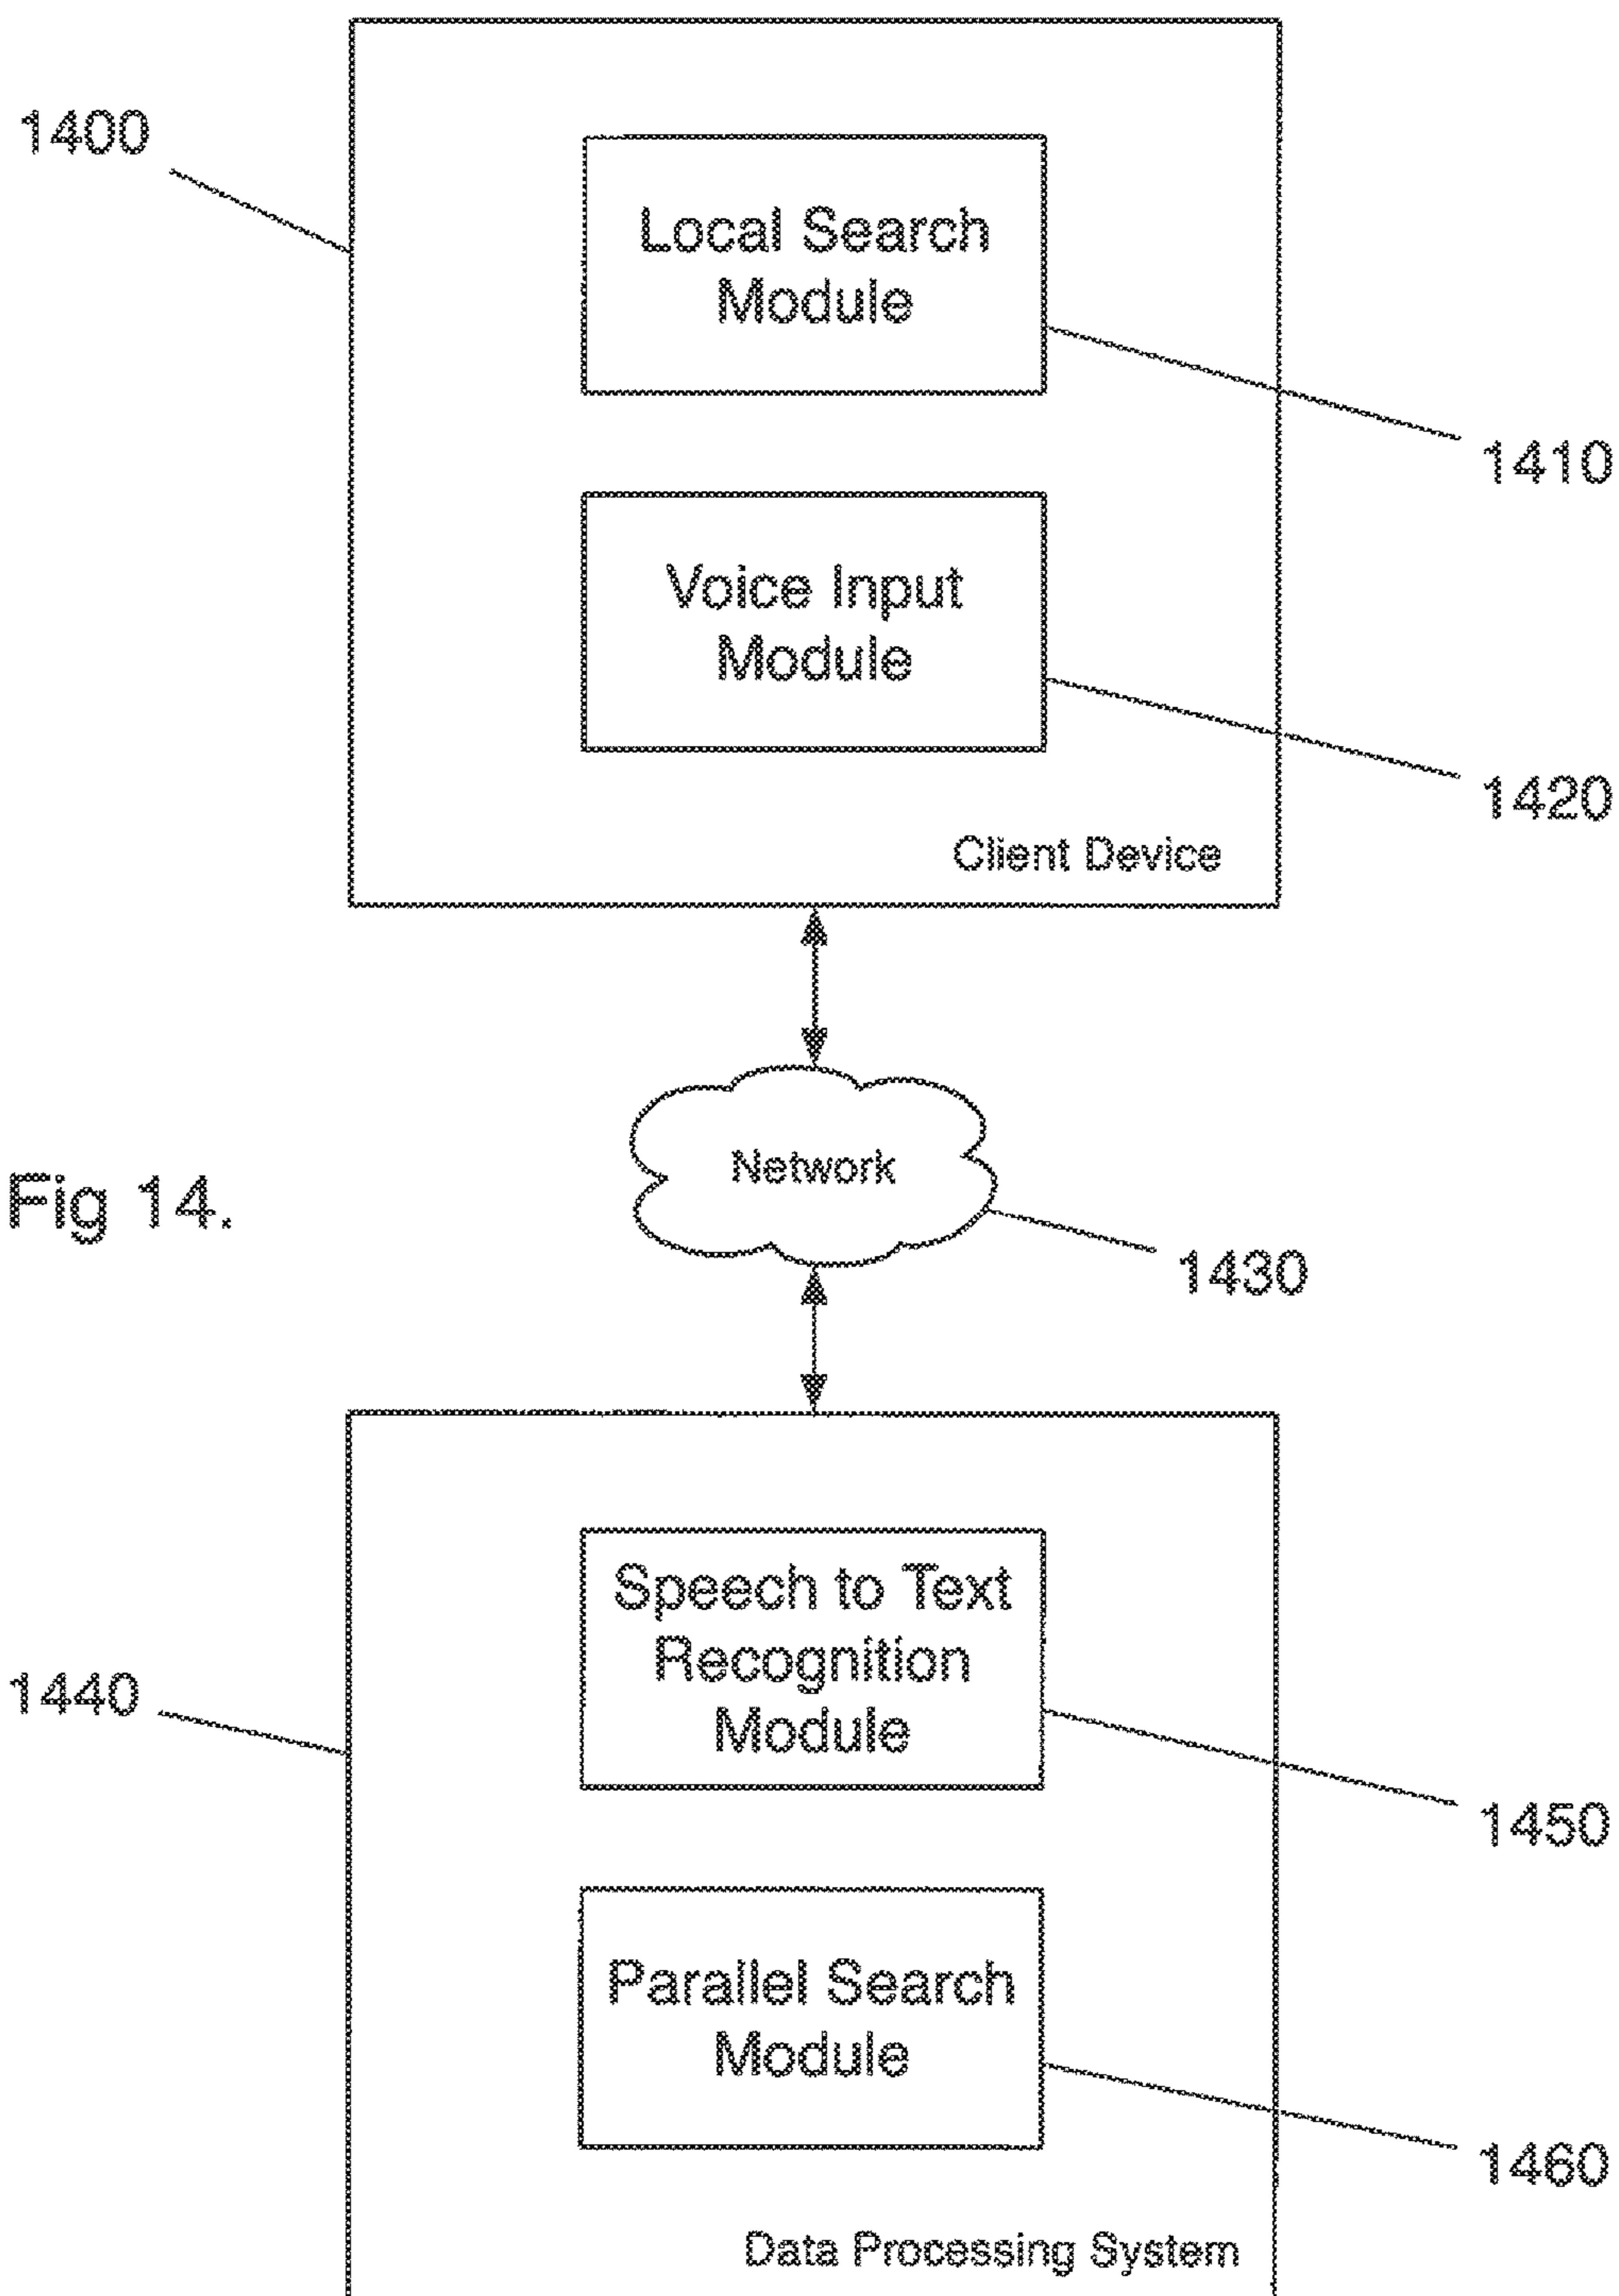 1400
Local Search
Module
1410
Voice Input
Module
1420
Client Device
Network
Fig 14.
1430
Speech to Text
Recognition
Module
1440
1450
Parallel Search
Module
1460
Data Processing System